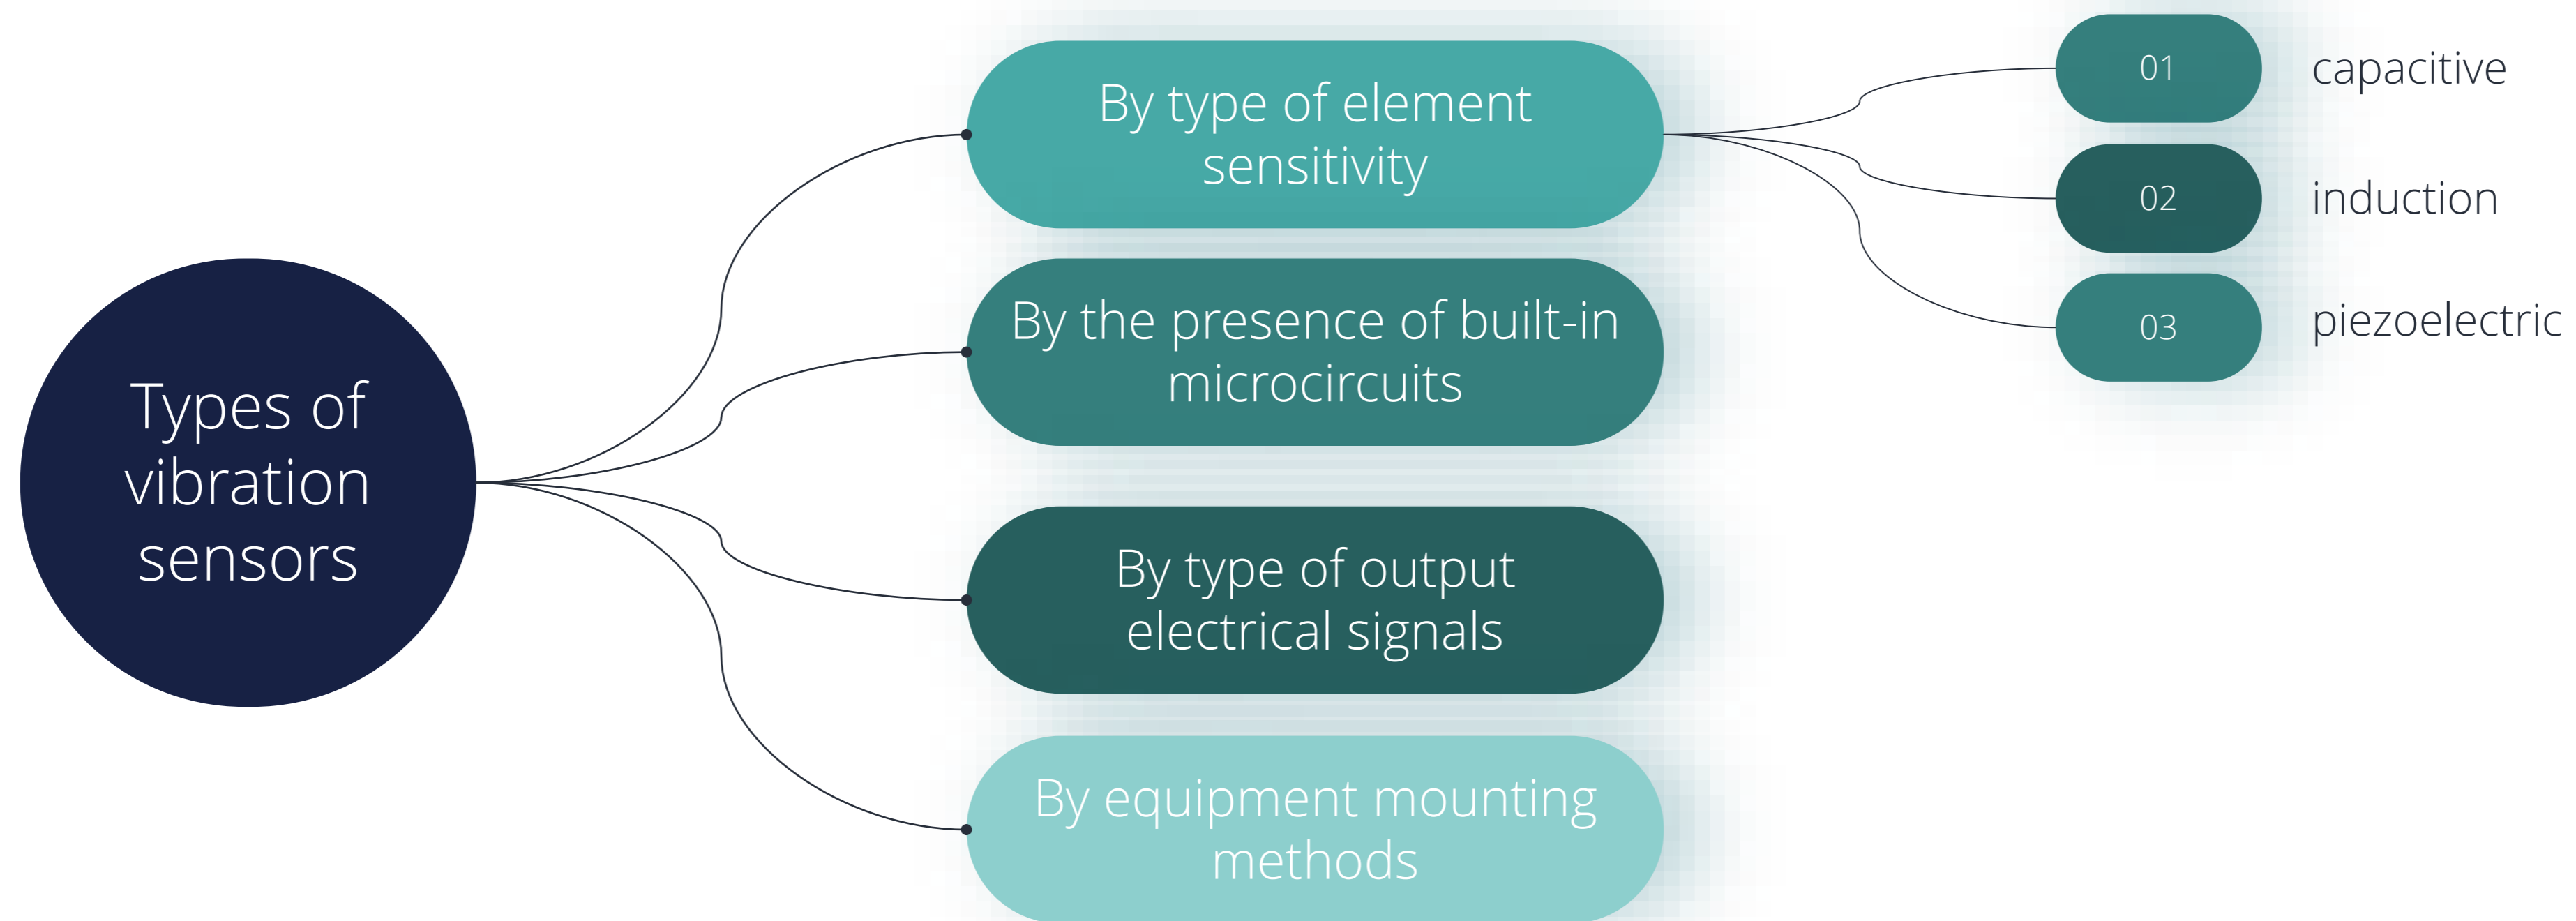 Types of
vibration
sensors
By type of element
sensitivity
By the presence of built-in
microcircuits
By type of output
electrical signals
By equipment mounting
methods
01
capacitive
02
induction
03
piezoelectric